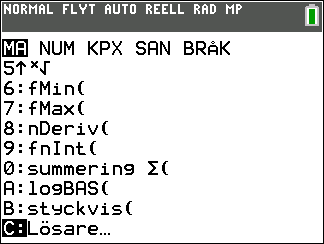 NORMAL FLYT AUTO REELL RAD MP
MA NUM KPX SAN BRÅK
5↑ˣ√
6:fMin(
7:fMax(
8:nDeriv(
9:fnInt(
0:summering Σ(
A:logBAS(
B:styckvis(
C:Lösare…